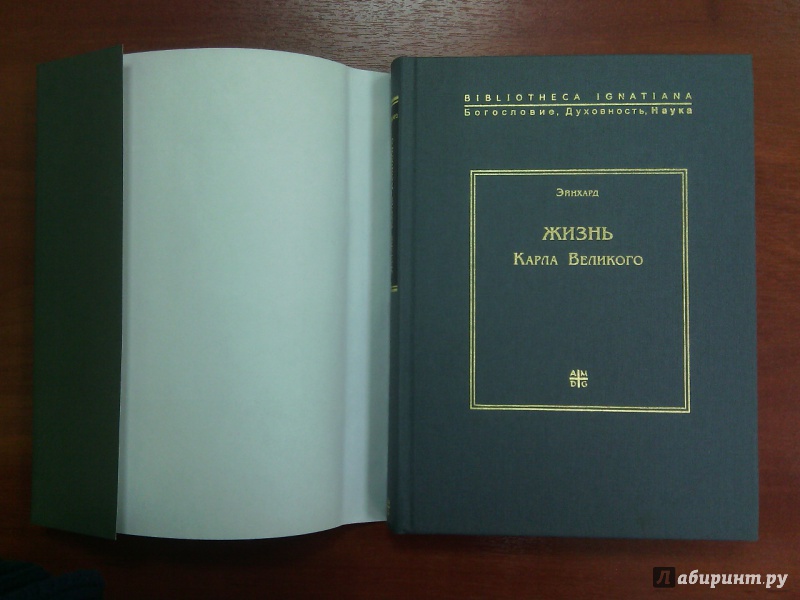 BIBLIOTHECA IGNATIANA
Богословие, Духовность, Наука
Эйнхард
ЖИЗНЬ
Карла Великого
A M
D G
Лабиринт.ру